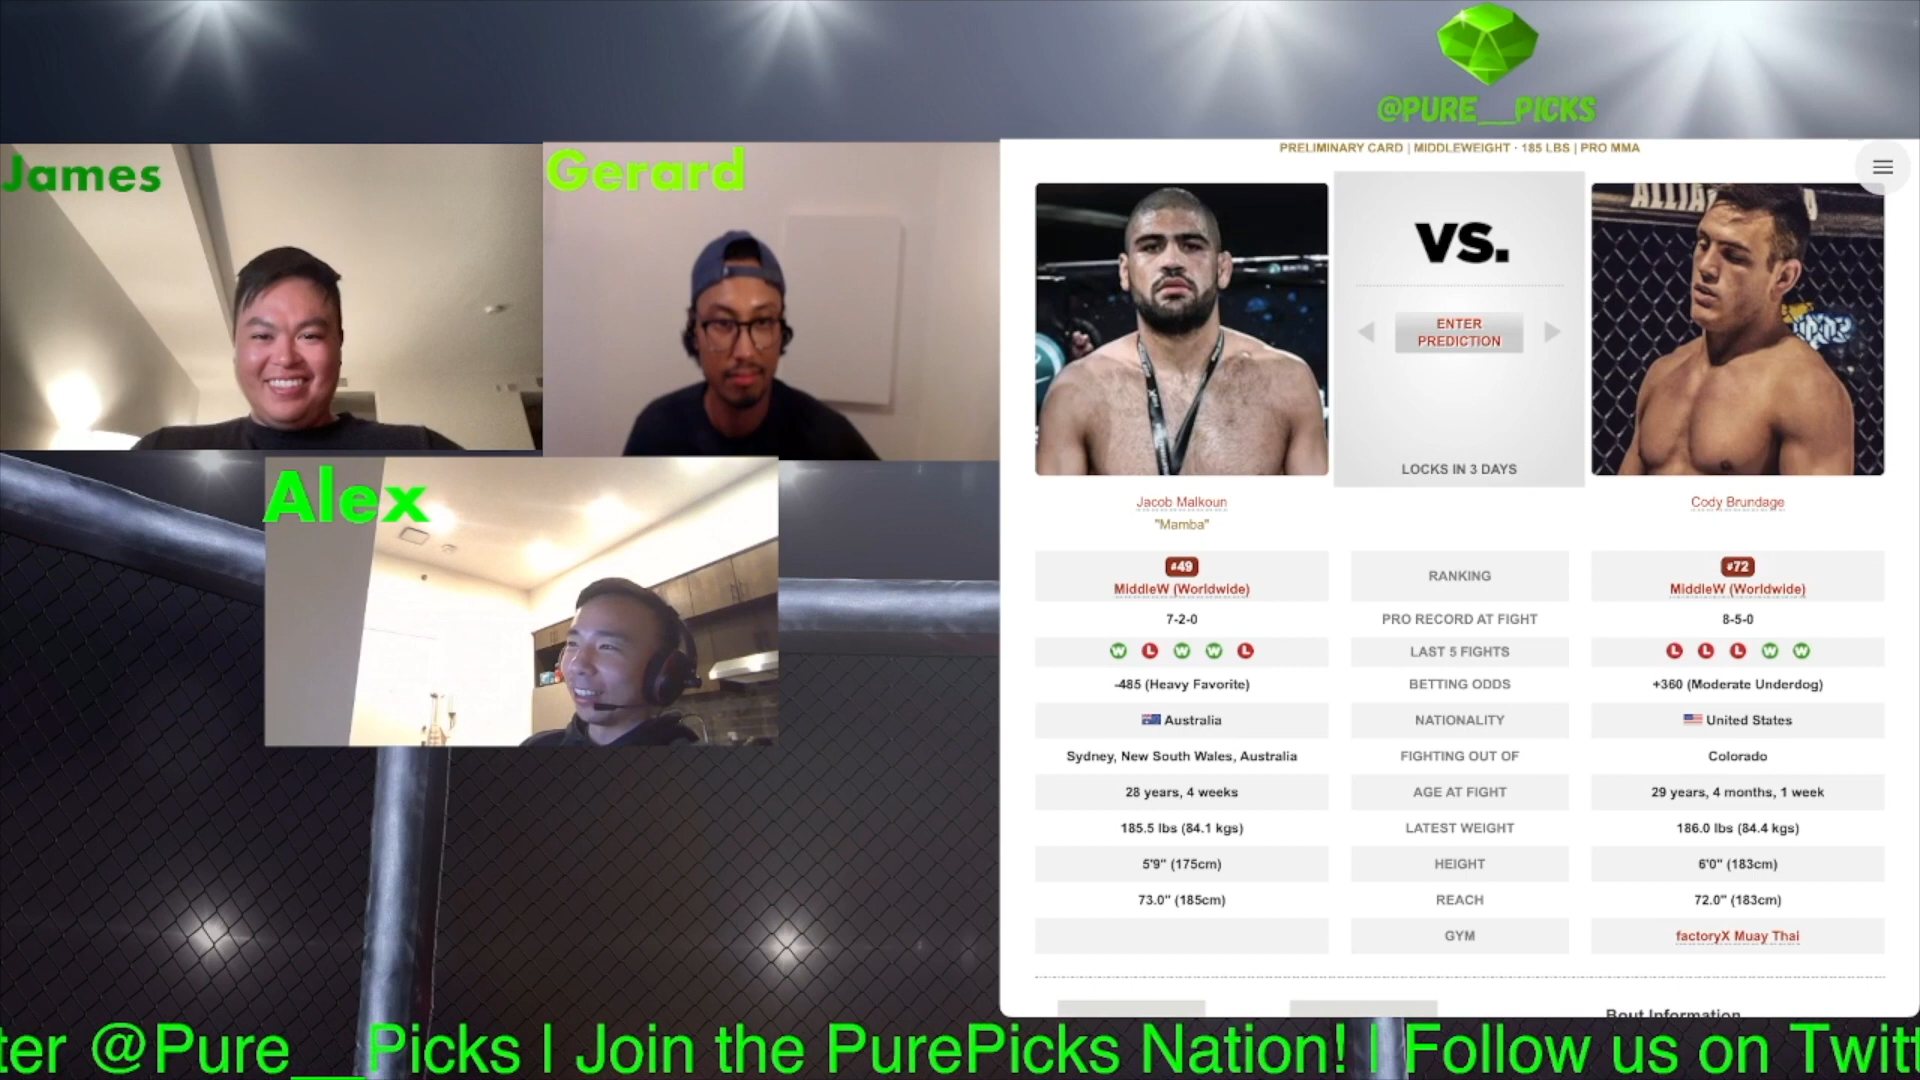 @PURE__PICKS
James
Gerard
Alex
PRELIMINARY CARD | MIDDLEWEIGHT · 185 LBS | PRO MMA
VS.
ENTER
PREDICTION
LOCKS IN 3 DAYS
Jacob Malkoun
"Mamba"
Cody Brundage
#49
MiddleW (Worldwide)
RANKING
#72
MiddleW (Worldwide)
7-2-0
PRO RECORD AT FIGHT
8-5-0
W L W W L
LAST 5 FIGHTS
L L L W W
-485 (Heavy Favorite)
BETTING ODDS
+360 (Moderate Underdog)
Australia
NATIONALITY
United States
Sydney, New South Wales, Australia
FIGHTING OUT OF
Colorado
28 years, 4 weeks
AGE AT FIGHT
29 years, 4 months, 1 week
185.5 lbs (84.1 kgs)
LATEST WEIGHT
186.0 lbs (84.4 kgs)
5'9" (175cm)
HEIGHT
6'0" (183cm)
73.0" (185cm)
REACH
72.0" (183cm)
GYM
factoryX Muay Thai
Bout Information
ter @Pure__Picks | Join the PurePicks Nation! | Follow us on Twitt